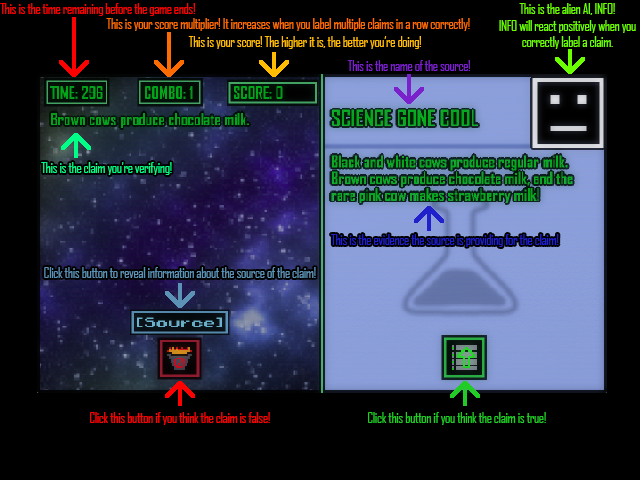 This is the time remaining before the game ends!
This is your score multiplier! It increases when you label multiple claims in a row correctly!
This is your score! The higher it is, the better you're doing!
This is the alien AI, INFO!
INFO will react positively when you
correctly label a claim.
This is the name of the source!
TIME: 296
COMBO: 1
SCORE: 0
Brown cows produce chocolate milk.
This is the claim you're verifying!
SCIENCE GONE COOL
Black and white cows produce regular milk.
Brown cows produce chocolate milk, and the
rare pink cow makes strawberry milk!
This is the evidence the source is providing for the claim!
Click this button to reveal information about the source of the claim!
[Source]
Click this button if you think the claim is false!
Click this button if you think the claim is true!